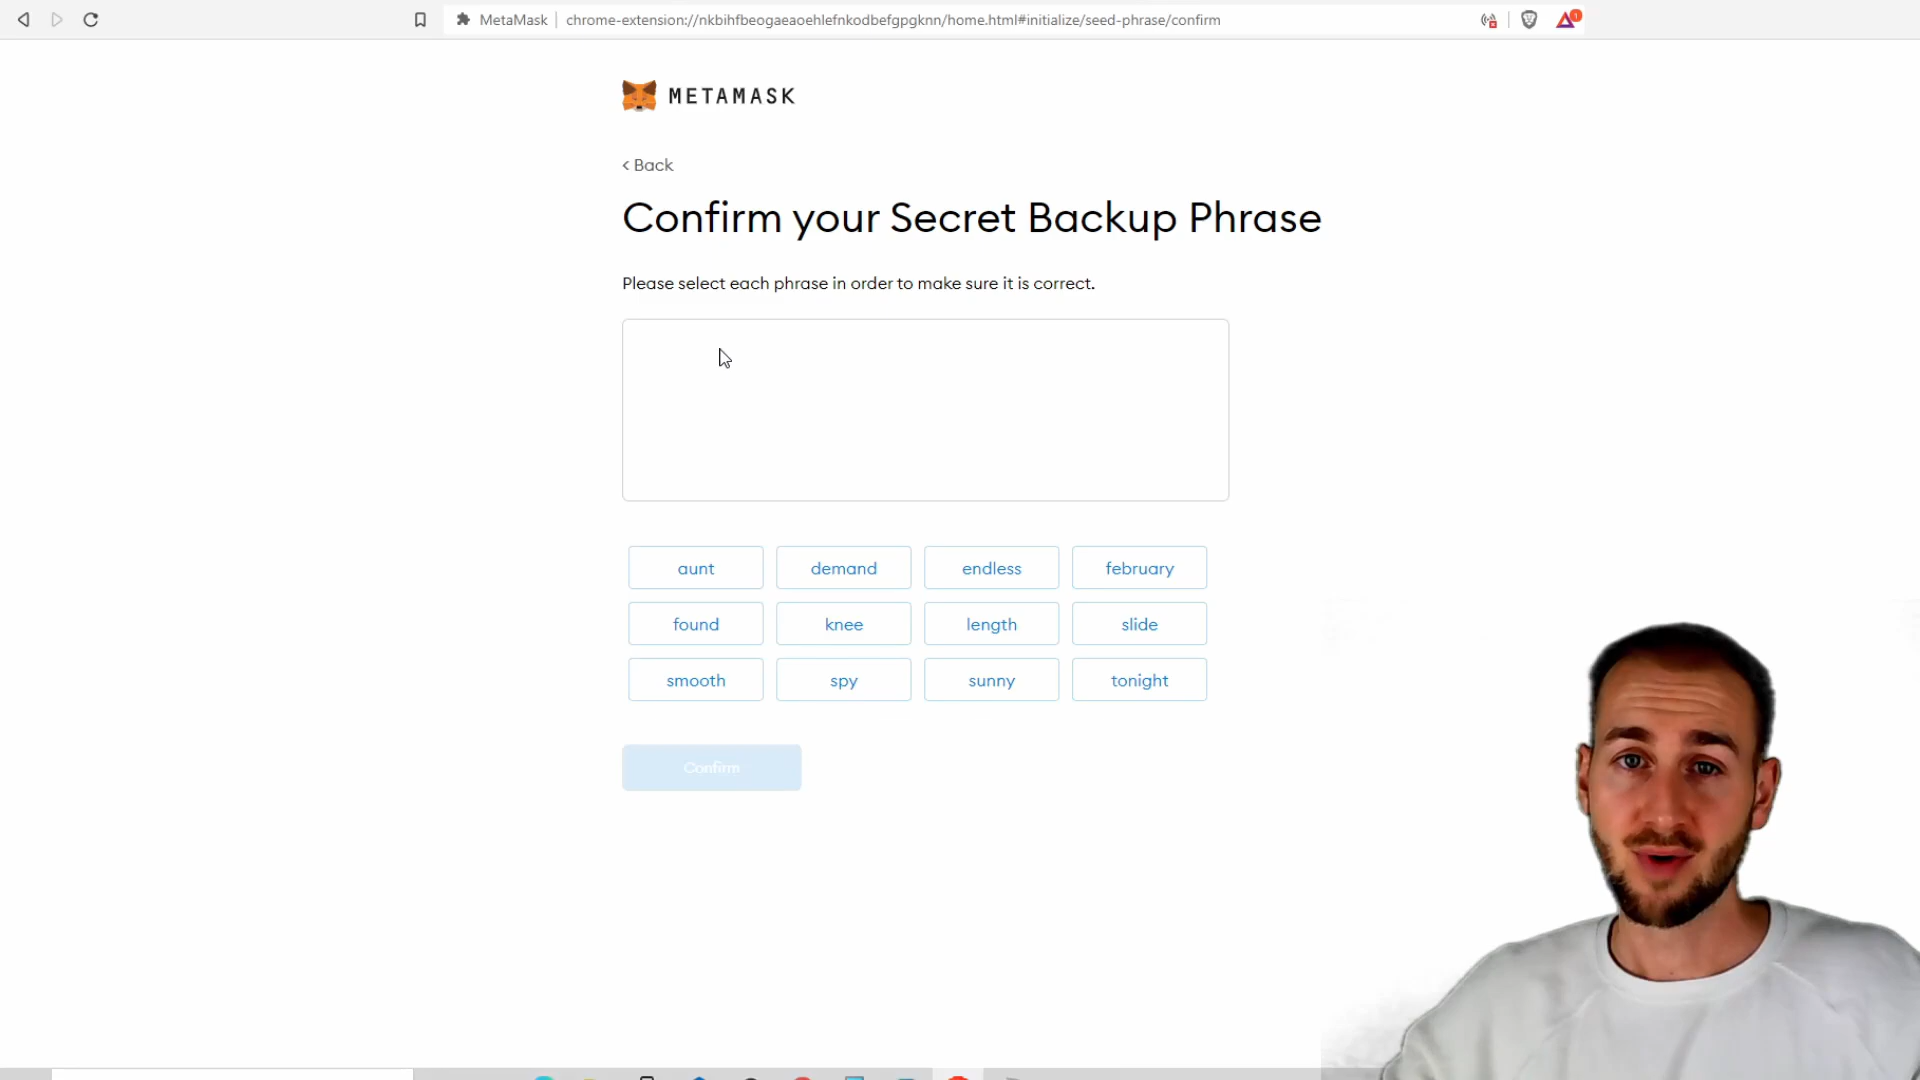 MetaMask chrome-extension://nkbihfbeogaeaoehlefnkodbefgpgknn/home.html#initialize/seed-phrase/confirm 1
METAMASK
< Back
Confirm your Secret Backup Phrase
Please select each phrase in order to make sure it is correct.
aunt demand endless february
found knee length slide
smooth spy sunny tonight
Confirm